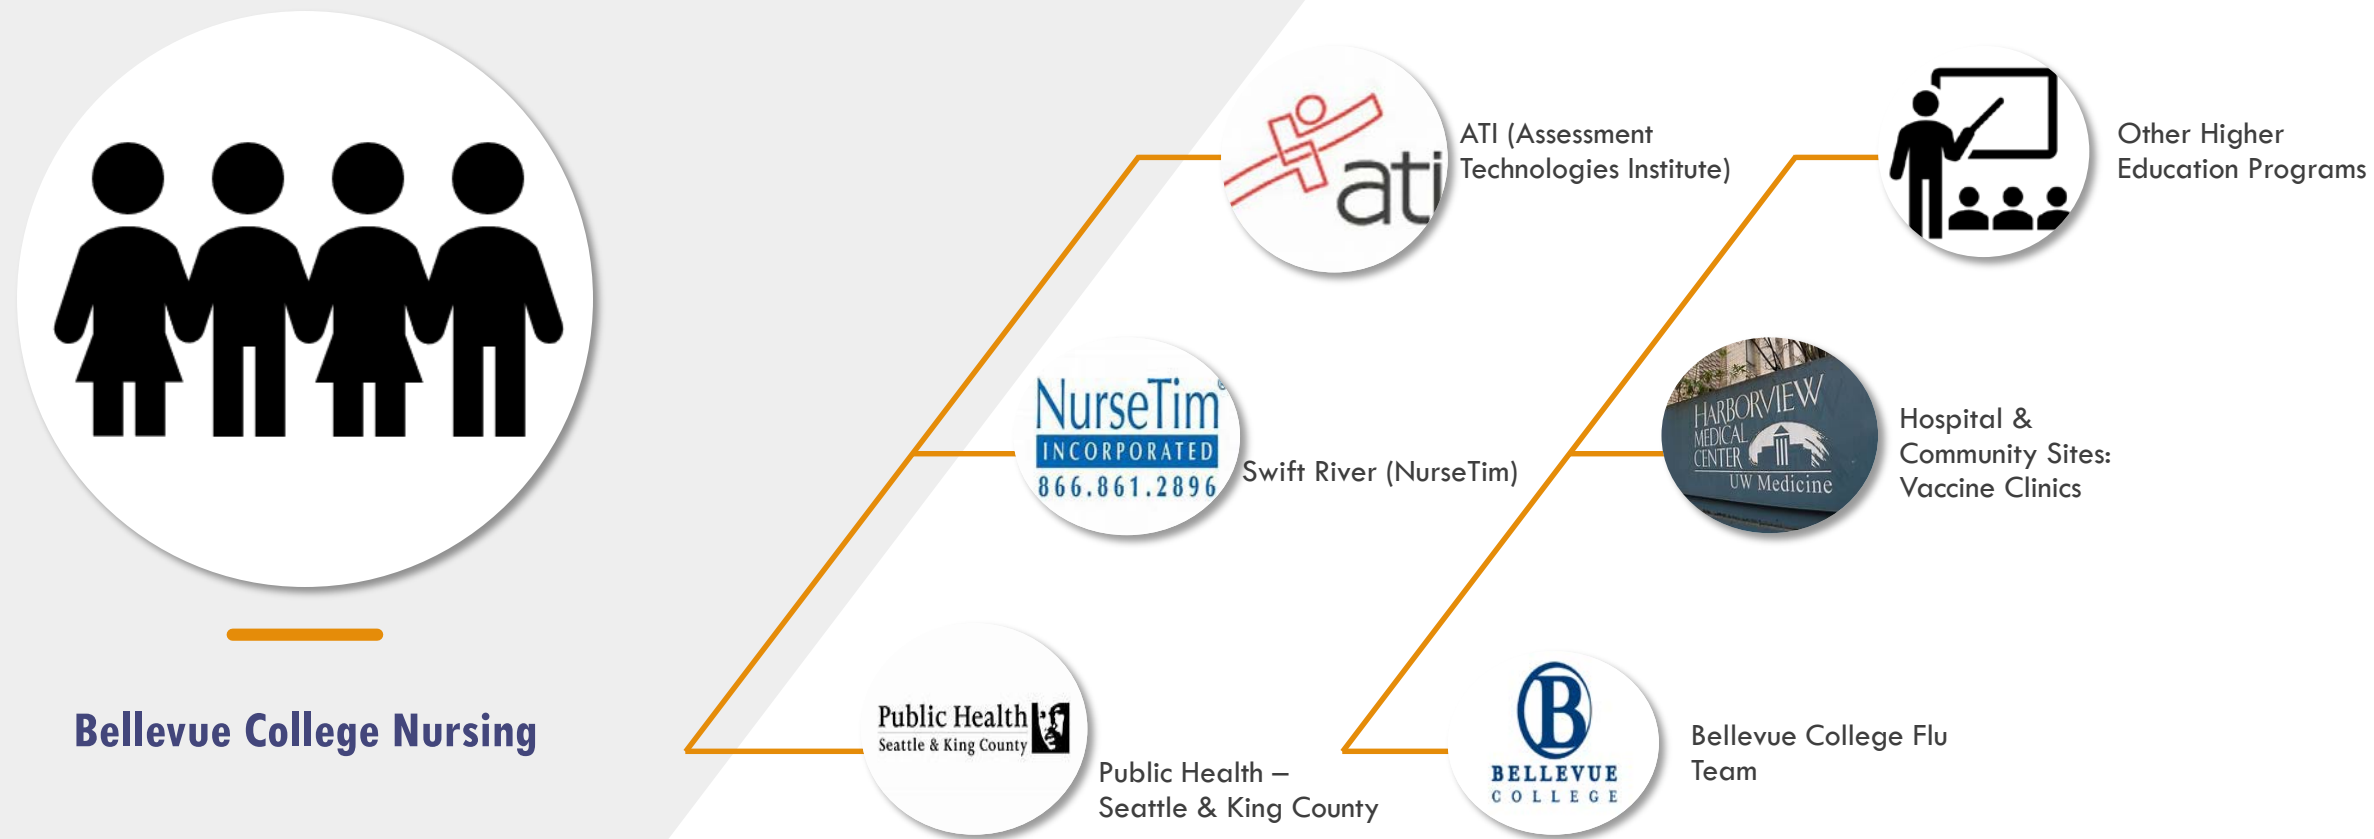 Bellevue College Nursing
ati
ATI (Assessment
Technologies Institute)
NurseTim
INCORPORATED
866.861.2896
Swift River (NurseTim)
Public Health
Seattle & King County
Public Health –
Seattle & King County
Other Higher
Education Programs
HARBORVIEW
MEDICAL
CENTER
UW Medicine
Hospital &
Community Sites:
Vaccine Clinics
B
BELLEVUE
COLLEGE
Bellevue College Flu
Team